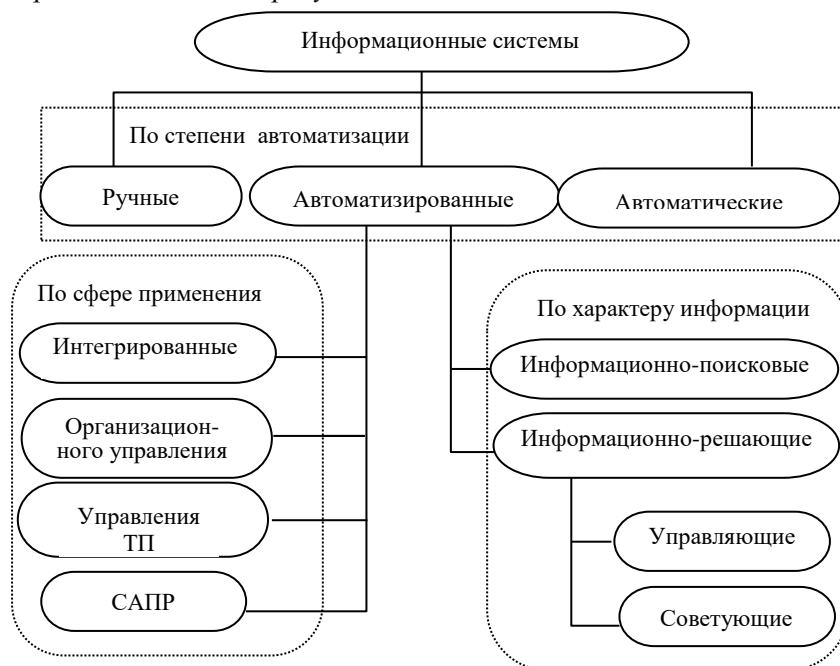 Информационные системы
По степени автоматизации
Ручные
Автоматизированные
Автоматические
По сфере применения
Интегрированные
Организацион-
ного управления
Управления
ТП
САПР
По характеру информации
Информационно-поисковые
Информационно-решающие
Управляющие
Советующие